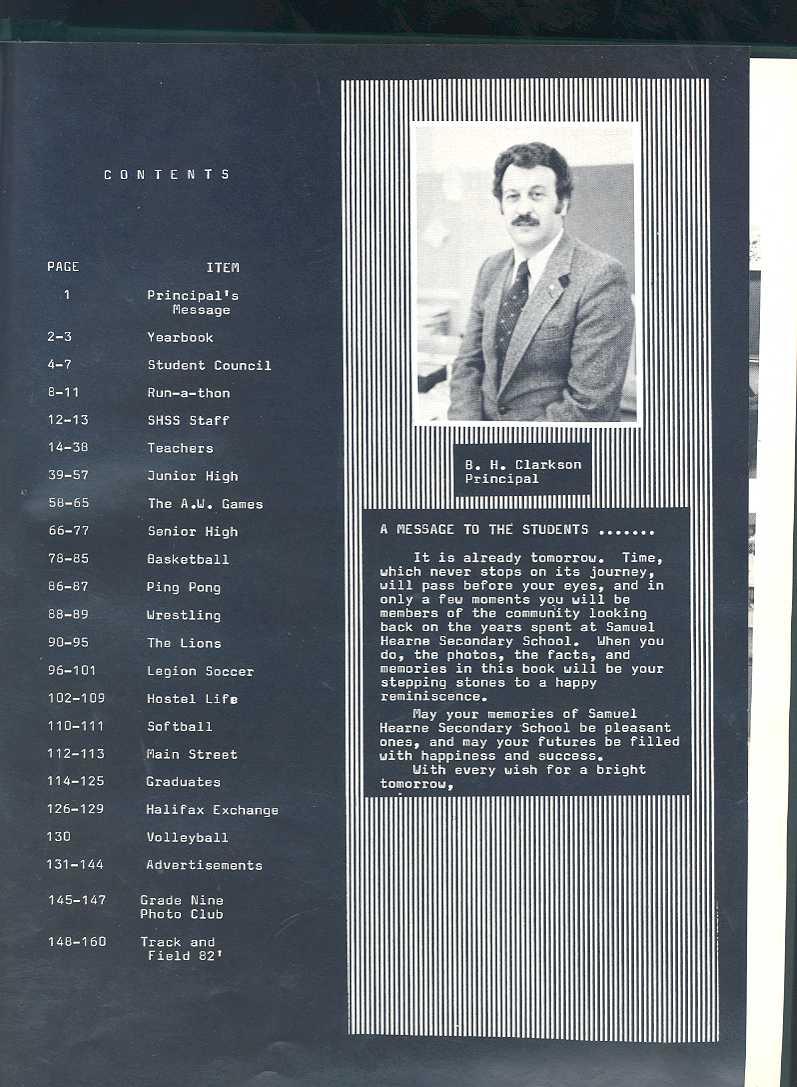 CONTENTS
PAGE ITEM
1 Principal's
Message
2-3 Yearbook
4-7 Student Council
8-11 Run-a-thon
12-13 SHSS Staff
14-38 Teachers
39-57 Junior High
58-65 The A.W. Games
66-77 Senior High
78-85 Basketball
86-87 Ping Pong
88-89 Wrestling
90-95 The Lions
96-101 Legion Soccer
102-109 Hostel Life
110-111 Softball
112-113 Main Street
114-125 Graduates
126-129 Halifax Exchange
130 Volleyball
131-144 Advertisements
145-147 Grade Nine
Photo Club
148-160 Track and
Field 82'
B. H. Clarkson
Principal
A MESSAGE TO THE STUDENTS .......
It is already tomorrow. Time,
which never stops on its journey,
will pass before your eyes, and in
only a few moments you will be
members of the community looking
back on the years spent at Samuel
Hearne Secondary School. When you
do, the photos, the facts, and
memories in this book will be your
stepping stones to a happy
reminiscence.
May your memories of Samuel
Hearne Secondary School be pleasant
ones, and may your futures be filled
with happiness and success.
With every wish for a bright
tomorrow,